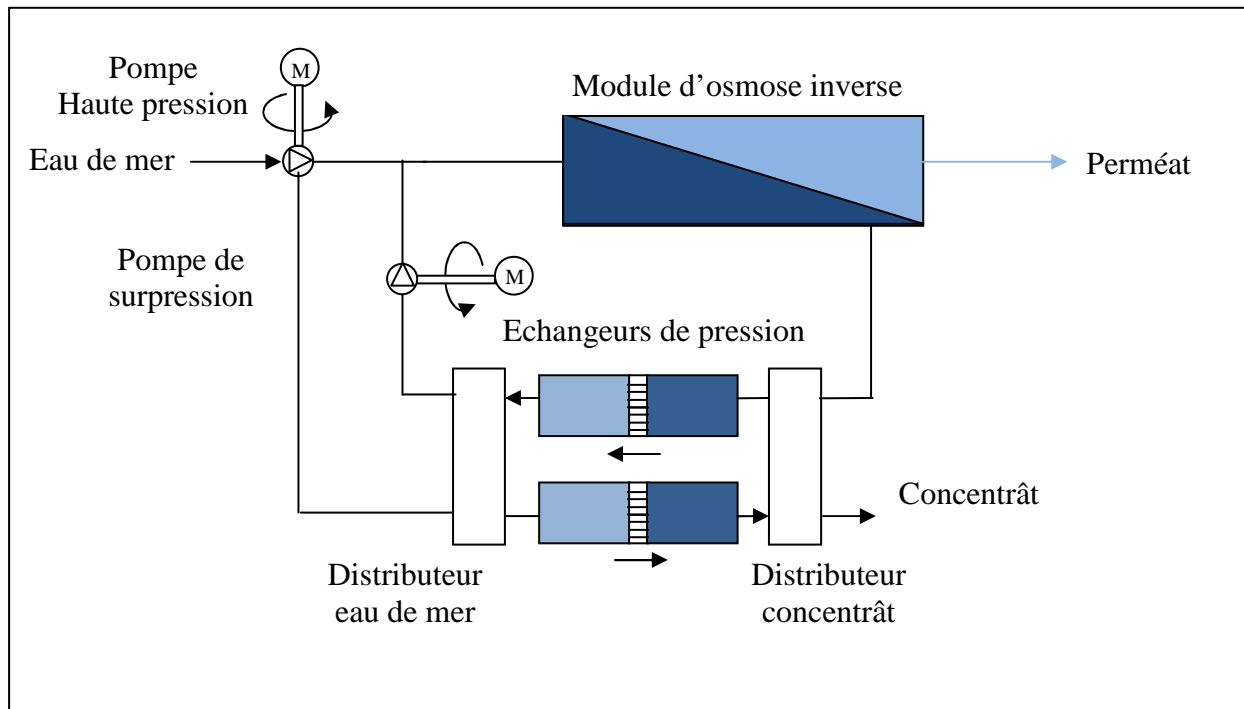 Pompe
Haute pression
M
Module d'osmose inverse
Eau de mer
Perméat
Pompe de
surpression
M
Echangeurs de pression
Concentrât
Distributeur
eau de mer
Distributeur
concentrât